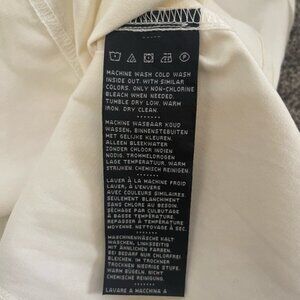 MACHINE WASH COLD WASH
INSIDE OUT. WITH SIMILAR
COLORS. ONLY NON-CHLORINE
BLEACH WHEN NEEDED.
TUMBLE DRY LOW. WARM
IRON. DRY CLEAN.
MACHINE WASBAAR KOUD
WASSEN, BINNENSTEBUITEN
MET GELIJKE KLEUREN.
ALLEEN BLEEKWATER
ZONDER CHLOOR INDIEN
NODIG. TROMMELDROGEN
LAGE TEMPERATUUR. WARM
STRIJKEN. CHEMISCH REINIGEN.
LAVER À LA MACHINE FROID
LAVER, À L'ENVERS
AVEC COULEURS SIMILAIRES.
SEULEMENT BLANCHIMENT
SANS CHLORE AU BESOIN.
SÉCHAGE PAR CULBUTAGE
À BASSE TEMPÉRATURE.
REPASSER À TEMPÉRATURE
MOYENNE. NETTOYAGE À SEC.
MASCHINENWÄSCHE KALT
WASCHEN, LINKSSEITIG
MIT ÄHNLICHEN FARBEN.
BEI BEDARF NUR CHLORFREI
BLEICHEN. IM TROCKNER
TROCKNEN NIEDRIGE STUFE.
WARM BÜGELN. NICHT
CHEMISCH REINIGUNG.
LAVARE A MACCHINA A